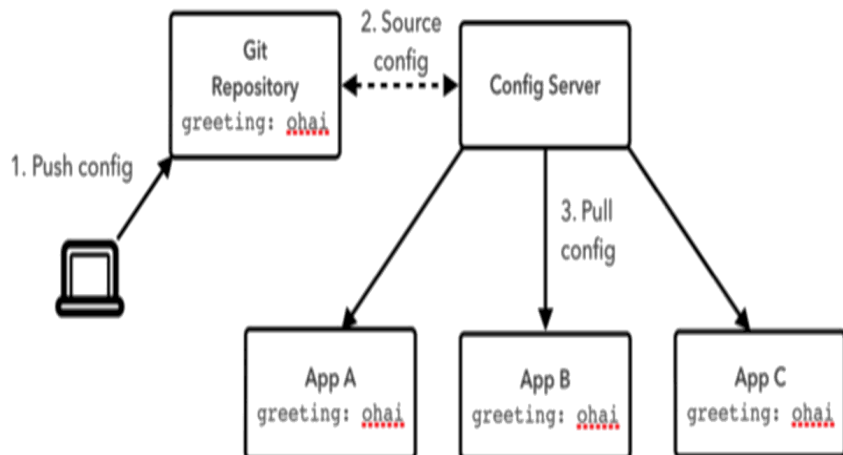 Git
Repository
greeting: ohai
2. Source
config
Config Server
1. Push config
3. Pull
config
App A
greeting: ohai
App B
greeting: ohai
App C
greeting: ohai